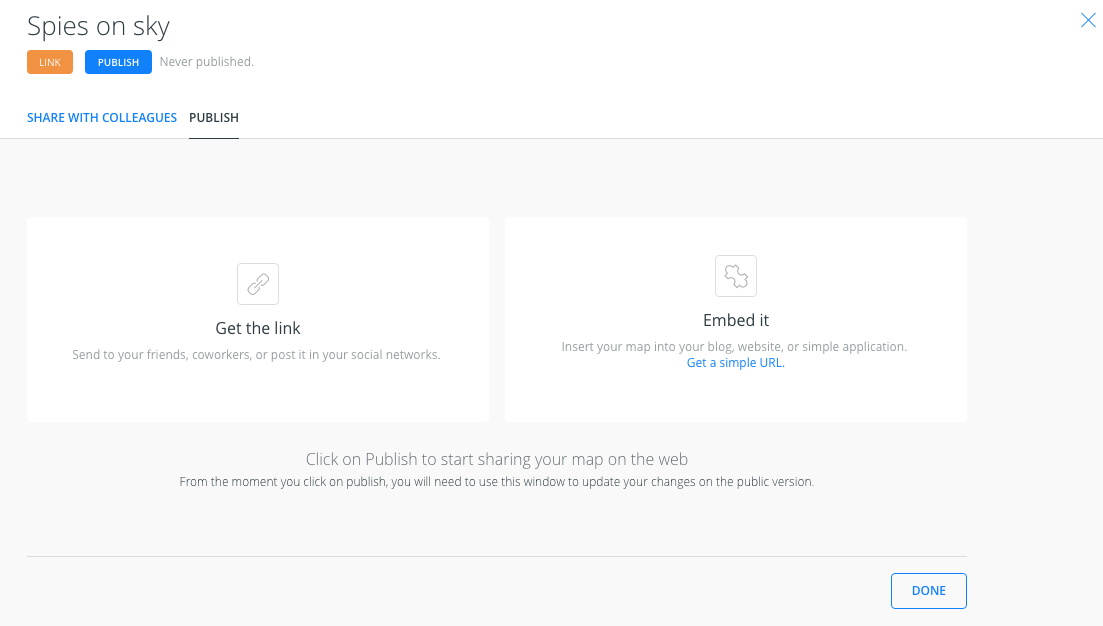 Spies on sky
LINK
PUBLISH
Never published.
SHARE WITH COLLEAGUES
PUBLISH
Get the link
Send to your friends, coworkers, or post it in your social networks.
Embed it
Insert your map into your blog, website, or simple application.
Get a simple URL.
Click on Publish to start sharing your map on the web
From the moment you click on publish, you will need to use this window to update your changes on the public version.
DONE